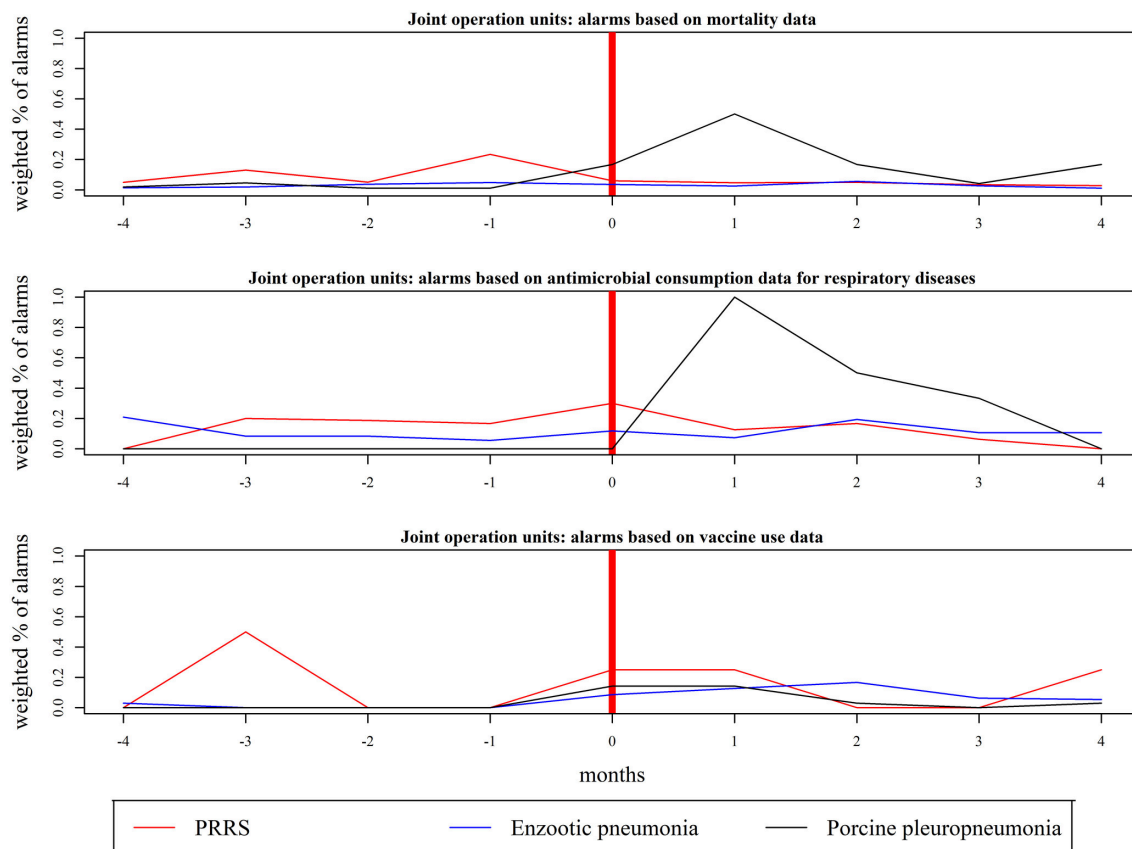 Joint operation units: alarms based on mortality data
weighted % of alarms
1.0
0.8
0.6
0.4
0.2
0.0
-4 -3 -2 -1 0 1 2 3 4
Joint operation units: alarms based on antimicrobial consumption data for respiratory diseases
weighted % of alarms
1.0
0.8
0.6
0.4
0.2
0.0
-4 -3 -2 -1 0 1 2 3 4
Joint operation units: alarms based on vaccine use data
weighted % of alarms
1.0
0.8
0.6
0.4
0.2
0.0
-4 -3 -2 -1 0 1 2 3 4
months
PRRS Enzootic pneumonia Porcine pleuropneumonia